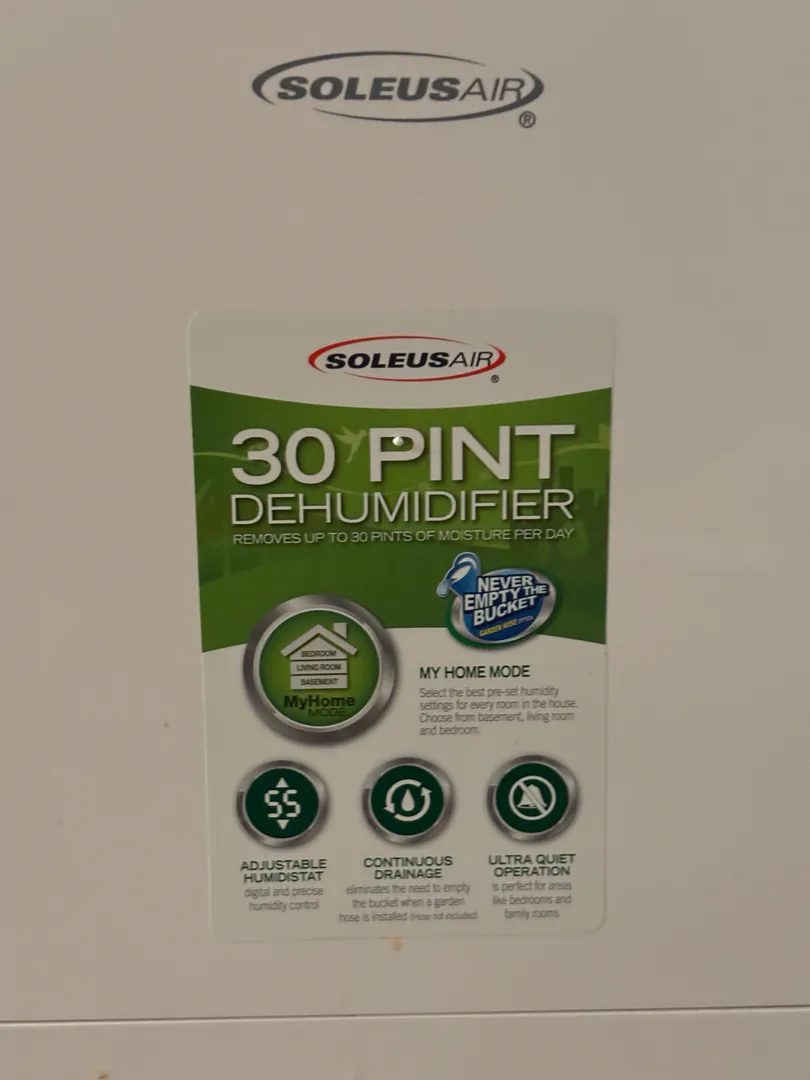 SOLEUSAIR
®
SOLEUSAIR
®
30 PINT
DEHUMIDIFIER
REMOVES UP TO 30 PINTS OF MOISTURE PER DAY
NEVER
EMPTY THE
BUCKET
GARDEN HOSE
BEDROOM
LIVING ROOM
BASEMENT
MyHome
MODE
MY HOME MODE
Select the best pre-set humidity
settings for every room in the house.
Choose from basement, living room
and bedroom.
55
ADJUSTABLE
HUMIDISTAT
digital and precise
humidity control
CONTINUOUS
DRAINAGE
eliminates the need to empty
the bucket when a garden
hose is installed (Hose not included)
ULTRA QUIET
OPERATION
is perfect for areas
like bedrooms and
family rooms